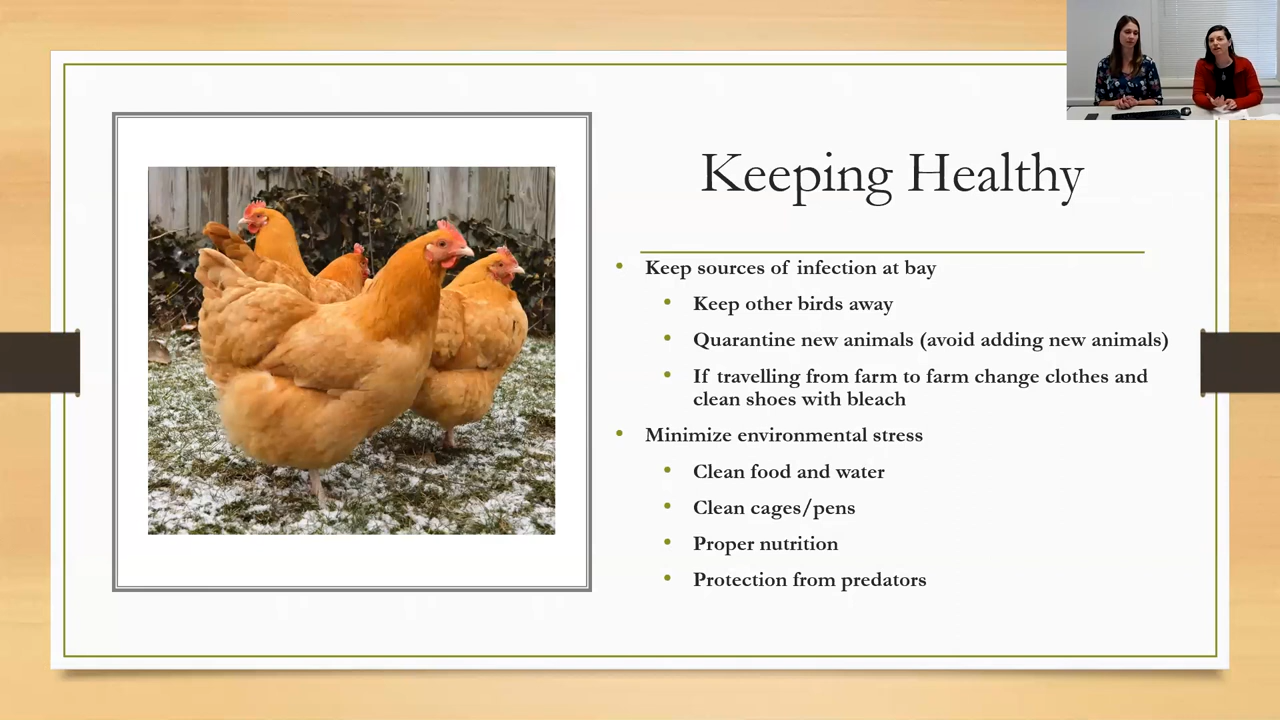 Keeping Healthy
Keep sources of infection at bay
Keep other birds away
Quarantine new animals (avoid adding new animals)
If travelling from farm to farm change clothes and
clean shoes with bleach
Minimize environmental stress
Clean food and water
Clean cages/pens
Proper nutrition
Protection from predators